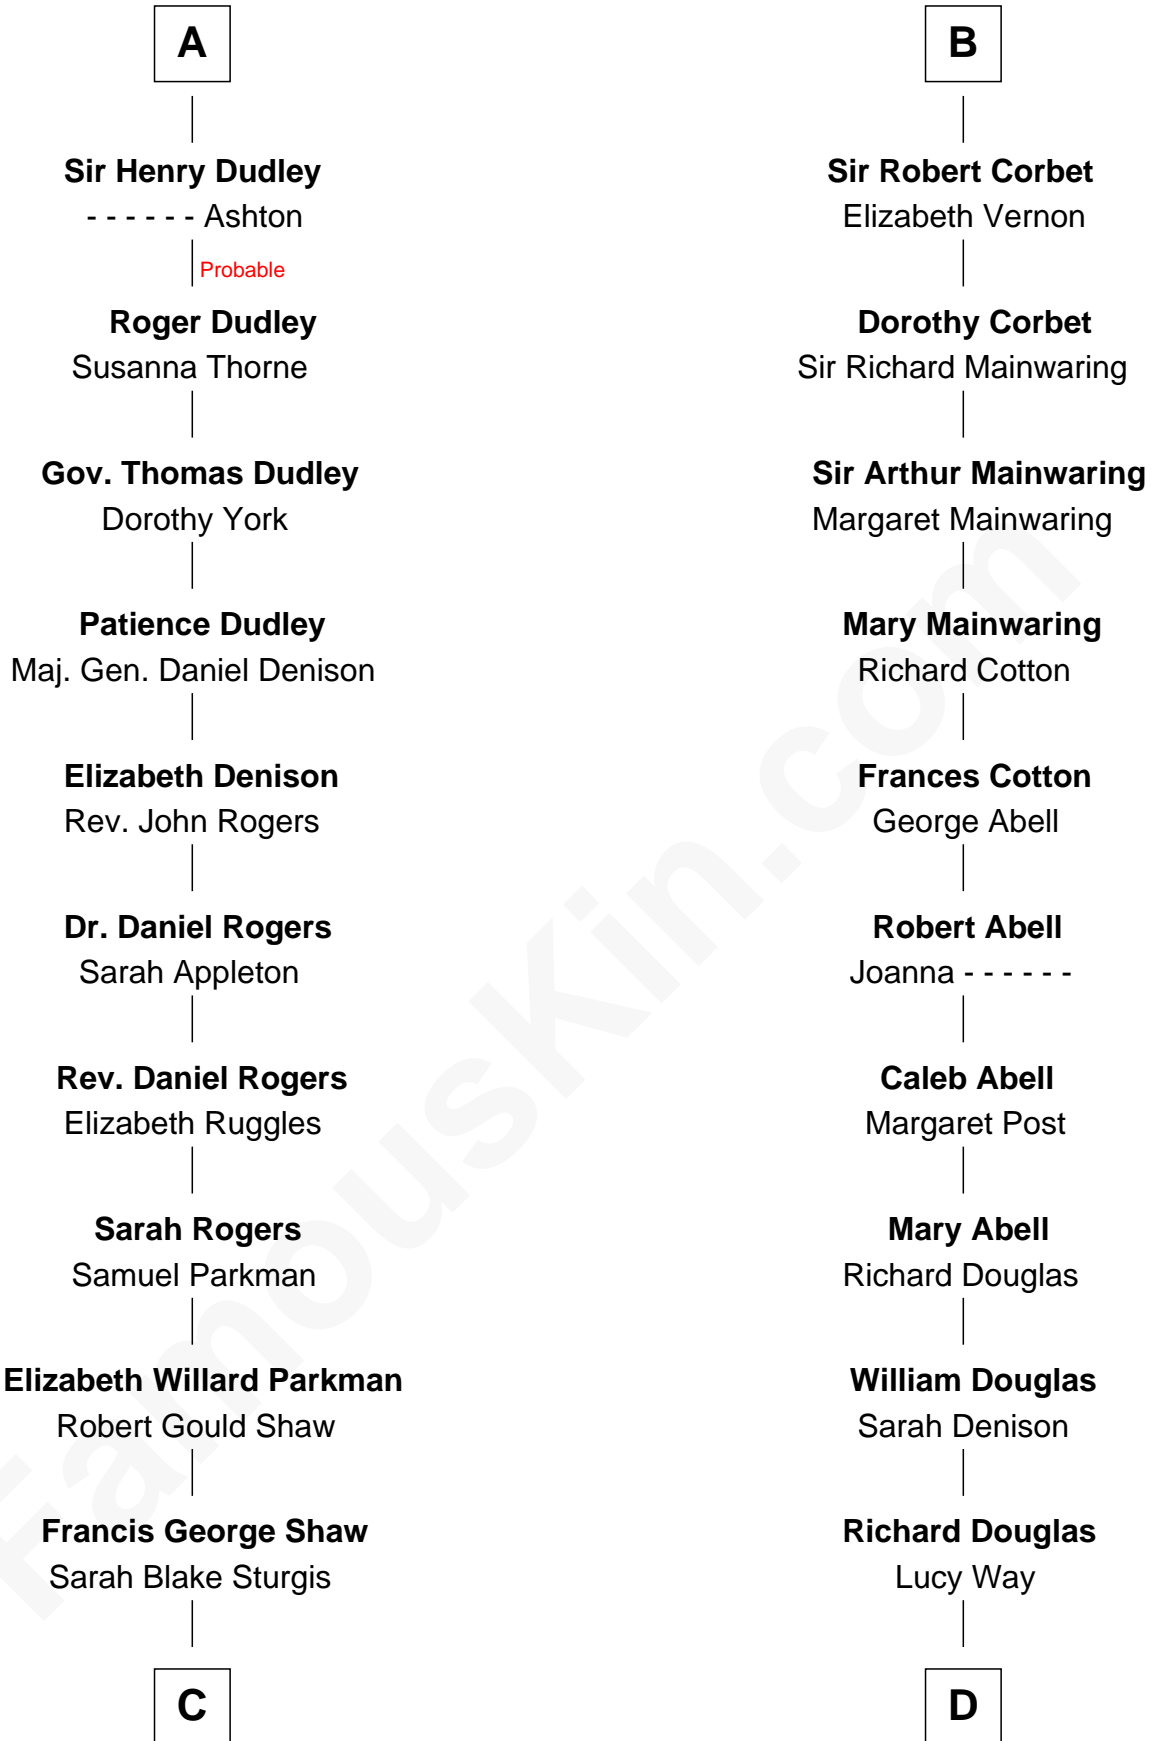 A
Sir Henry Dudley
- - - - - - Ashton
Probable
Roger Dudley
Susanna Thorne
Gov. Thomas Dudley
Dorothy York
Patience Dudley
Maj. Gen. Daniel Denison
Elizabeth Denison
Rev. John Rogers
Dr. Daniel Rogers
Sarah Appleton
Rev. Daniel Rogers
Elizabeth Ruggles
Sarah Rogers
Samuel Parkman
Elizabeth Willard Parkman
Robert Gould Shaw
Francis George Shaw
Sarah Blake Sturgis
C
B
Sir Robert Corbet
Elizabeth Vernon
Dorothy Corbet
Sir Richard Mainwaring
Sir Arthur Mainwaring
Margaret Mainwaring
Mary Mainwaring
Richard Cotton
Frances Cotton
George Abell
Robert Abell
Joanna - - - - - -
Caleb Abell
Margaret Post
Mary Abell
Richard Douglas
William Douglas
Sarah Denison
Richard Douglas
Lucy Way
D
FamousKin.com